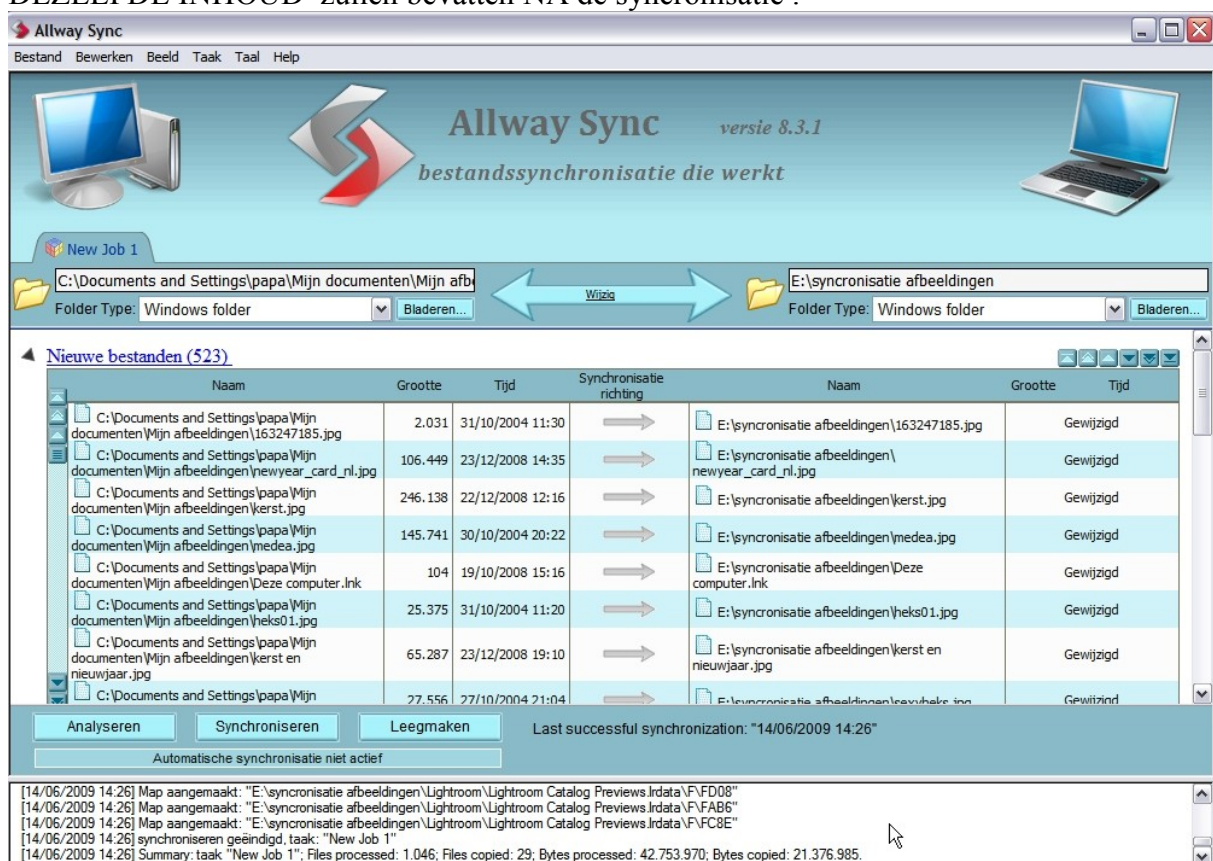 DEZELFDE INHOUD zullen bevatten NA de syncronisatie !
Allway Sync
Bestand Bewerken Beeld Taak Taal Help
Allway Sync versie 8.3.1
bestandssynchronisatie die werkt
New Job 1
C:\Documents and Settings\papa\Mijn documenten\Mijn afb
Wijzig
E:\syncronisatie afbeeldingen
Folder Type: Windows folder Bladeren...
Folder Type: Windows folder Bladeren...
Nieuwe bestanden (523)
Naam Grootte Tijd Synchronisatie richting Naam Grootte Tijd
C:\Documents and Settings\papa\Mijn
documenten\Mijn afbeeldingen\163247185.jpg
2.031 31/10/2004 11:30
E:\syncronisatie afbeeldingen\163247185.jpg
Gewijzigd
C:\Documents and Settings\papa\Mijn
documenten\Mijn afbeeldingen\newyear_card_nl.jpg
106.449 23/12/2008 14:35
E:\syncronisatie afbeeldingen\
newyear_card_nl.jpg
Gewijzigd
C:\Documents and Settings\papa\Mijn
documenten\Mijn afbeeldingen\kerst.jpg
246.138 22/12/2008 12:16
E:\syncronisatie afbeeldingen\kerst.jpg
Gewijzigd
C:\Documents and Settings\papa\Mijn
documenten\Mijn afbeeldingen\medea.jpg
145.741 30/10/2004 20:22
E:\syncronisatie afbeeldingen\medea.jpg
Gewijzigd
C:\Documents and Settings\papa\Mijn
documenten\Mijn afbeeldingen\Deze computer.lnk
104 19/10/2008 15:16
E:\syncronisatie afbeeldingen\Deze
computer.lnk
Gewijzigd
C:\Documents and Settings\papa\Mijn
documenten\Mijn afbeeldingen\heks01.jpg
25.375 31/10/2004 11:20
E:\syncronisatie afbeeldingen\heks01.jpg
Gewijzigd
C:\Documents and Settings\papa\Mijn
documenten\Mijn afbeeldingen\kerst en
nieuwjaar.jpg
65.287 23/12/2008 19:10
E:\syncronisatie afbeeldingen\kerst en
nieuwjaar.jpg
Gewijzigd
C:\Documents and Settings\papa\Mijn
27.556 27/10/2004 21:04
E:\syncronisatie afbeeldingen\sexyheks.jpg
Gewijzigd
Analyseren Synchroniseren Leegmaken Last successful synchronization: "14/06/2009 14:26"
Automatische synchronisatie niet actief
[14/06/2009 14:26] Map aangemaakt: "E:\syncronisatie afbeeldingen\Lightroom\Lightroom Catalog Previews.lrdata\F\FD08"
[14/06/2009 14:26] Map aangemaakt: "E:\syncronisatie afbeeldingen\Lightroom\Lightroom Catalog Previews.lrdata\F\FAB6"
[14/06/2009 14:26] Map aangemaakt: "E:\syncronisatie afbeeldingen\Lightroom\Lightroom Catalog Previews.lrdata\F\FC8E"
[14/06/2009 14:26] synchroniseren geëindigd, taak: "New Job 1"
[14/06/2009 14:26] Summary: taak "New Job 1"; Files processed: 1.046; Files copied: 29; Bytes processed: 42.753.970; Bytes copied: 21.376.985.